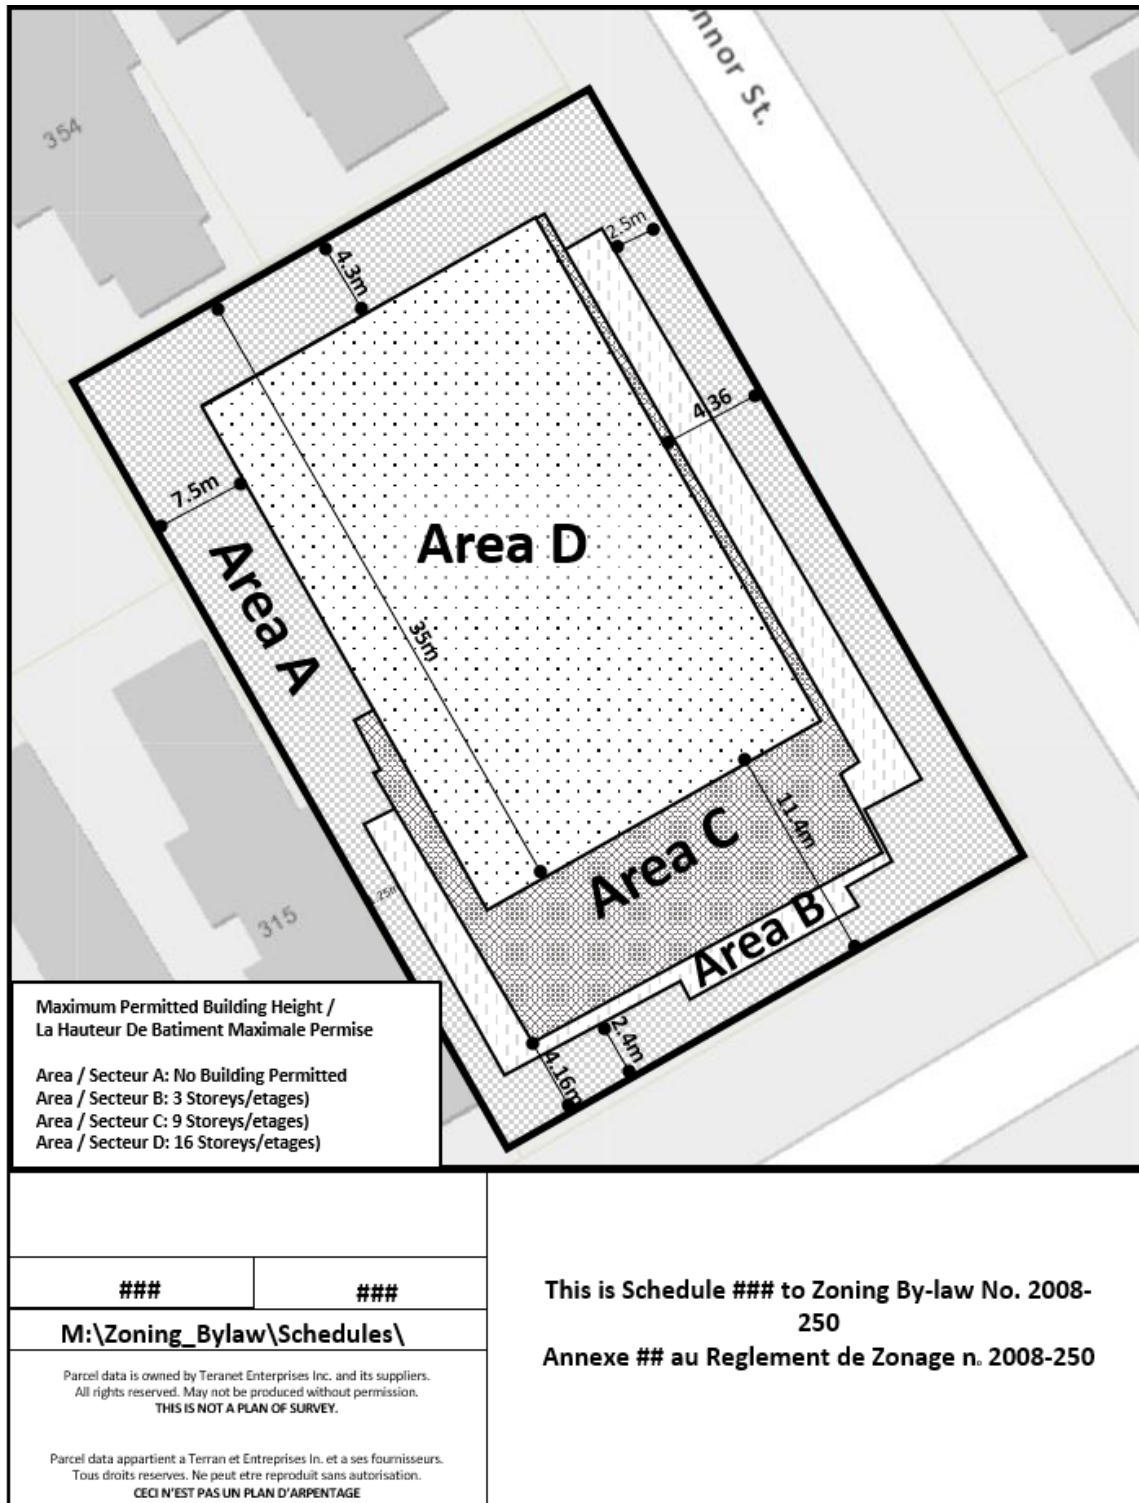 onnor St.
354
2.5m
4.3m
4.36
7.5m
Area D
Area A
35m
11.4m
Area C
.25m
315
Area B
2.4m
4.16m
Maximum Permitted Building Height /
La Hauteur De Batiment Maximale Permise
Area / Secteur A: No Building Permitted
Area / Secteur B: 3 Storeys/etages)
Area / Secteur C: 9 Storeys/etages)
Area / Secteur D: 16 Storeys/etages)
###
###
M:\Zoning_Bylaw\Schedules\
Parcel data is owned by Teranet Enterprises Inc. and its suppliers.
All rights reserved. May not be produced without permission.
THIS IS NOT A PLAN OF SURVEY.
Parcel data appartient a Terran et Entreprises In. et a ses fournisseurs.
Tous droits reserves. Ne peut etre reproduit sans autorisation.
CECI N'EST PAS UN PLAN D'ARPENTAGE
This is Schedule ### to Zoning By-law No. 2008-
250
Annexe ## au Reglement de Zonage n. 2008-250